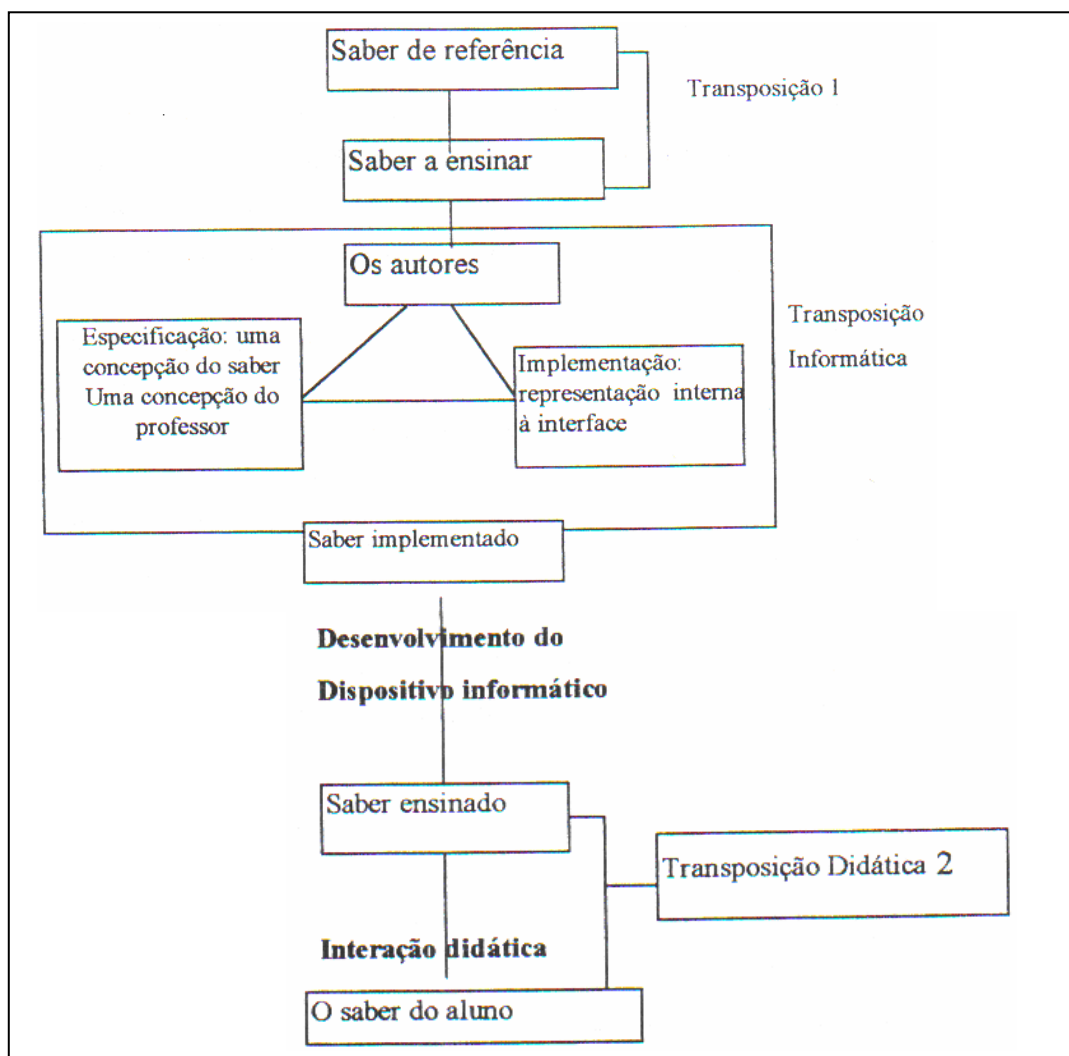 Saber de referência
Transposição 1
Saber a ensinar
Os autores
Especificação: uma
concepção do saber
Uma concepção do
professor
Implementação:
representação interna
à interface
Transposição
Informática
Saber implementado
Desenvolvimento do
Dispositivo informático
Saber ensinado
Transposição Didática 2
Interação didática
O saber do aluno